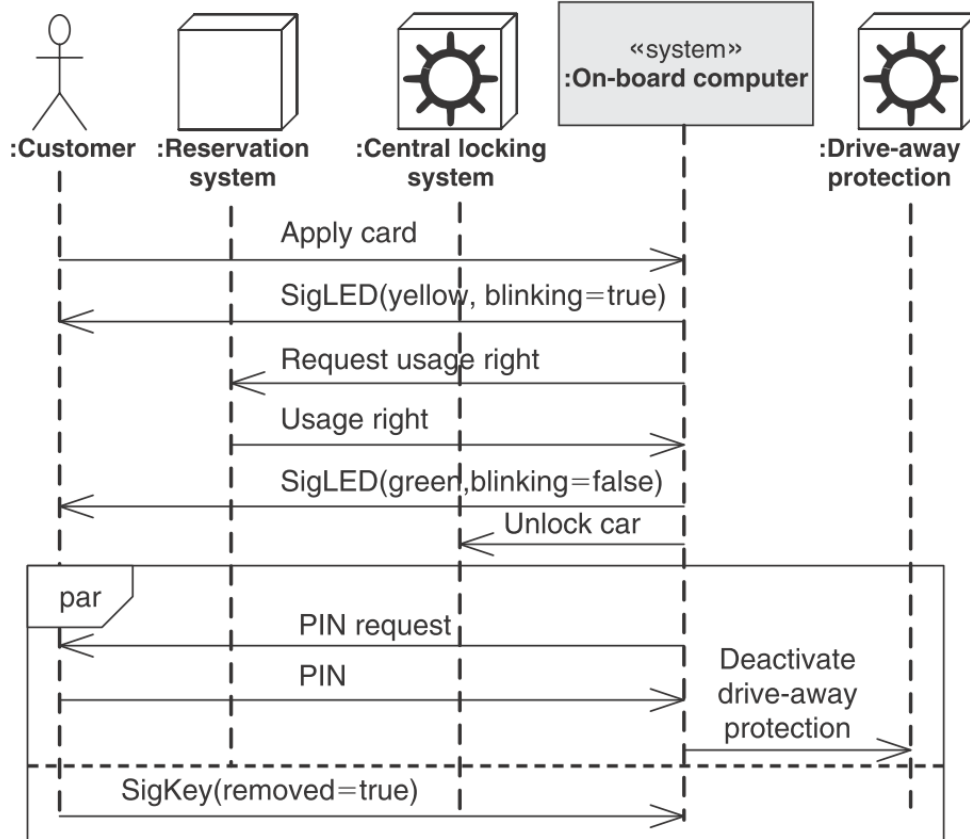 «system»
:On-board computer
:Customer
:Reservation
system
:Central locking
system
:Drive-away
protection
Apply card
SigLED(yellow, blinking=true)
Request usage right
Usage right
SigLED(green,blinking=false)
Unlock car
par
PIN request
PIN
Deactivate
drive-away
protection
SigKey(removed=true)